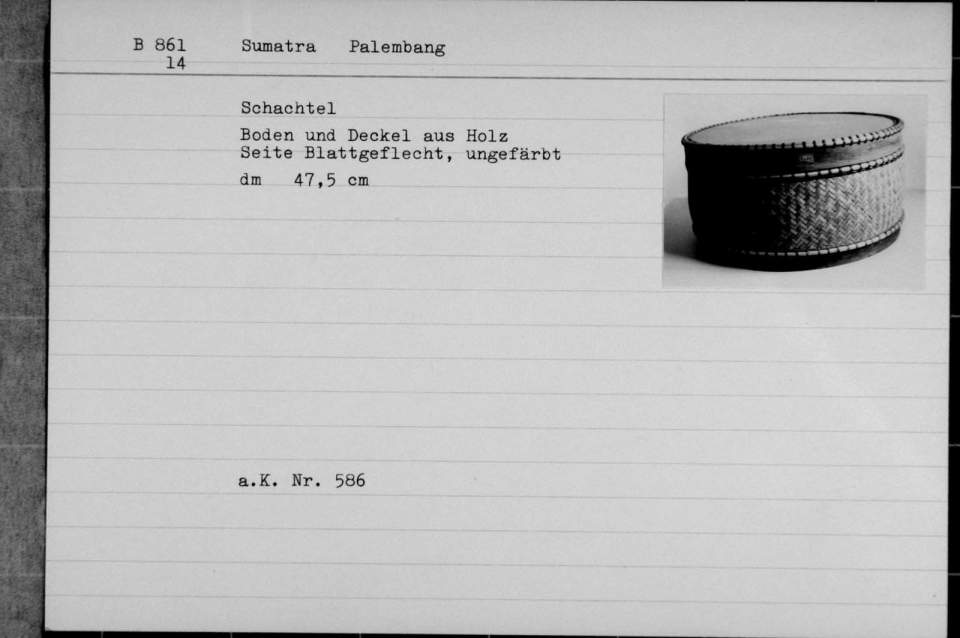 B 861 Sumatra Palembang
14
Schachtel
Boden und Deckel aus Holz
Seite Blattgeflecht, ungefärbt
dm 47,5 cm
a.K. Nr. 586